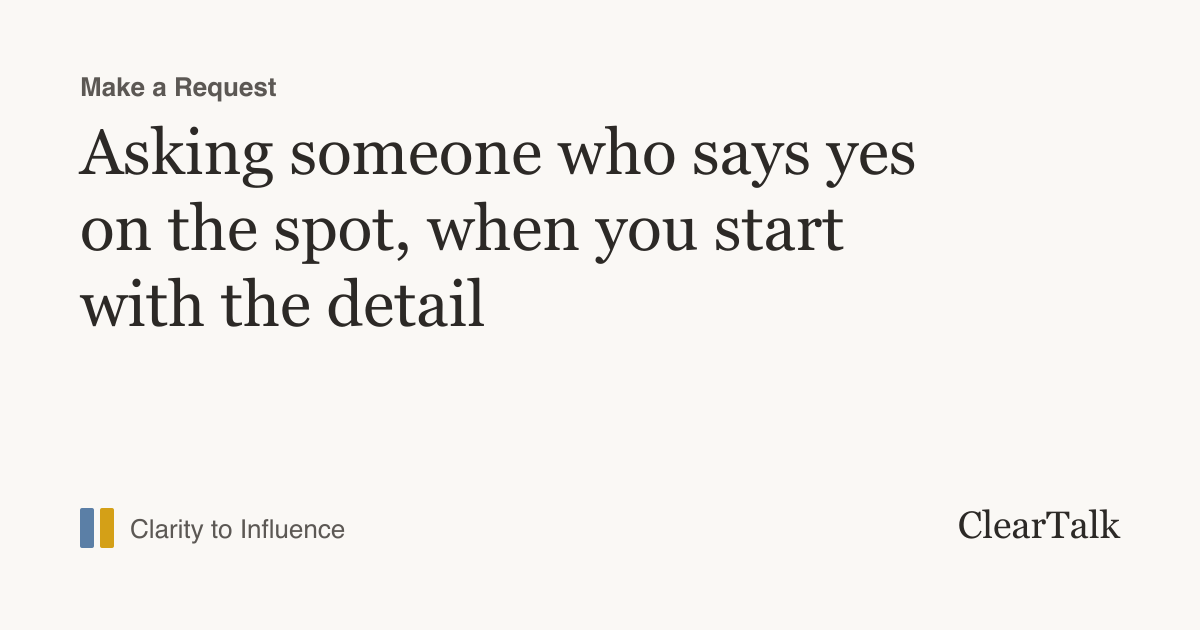 Make a Request
Asking someone who says yes
on the spot, when you start
with the detail
Clarity to Influence
ClearTalk